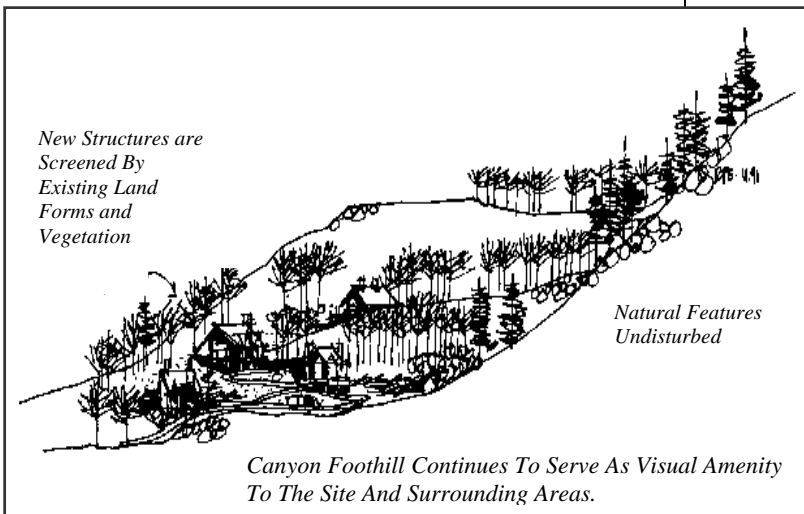 New Structures are
Screened By
Existing Land
Forms and
Vegetation
Natural Features
Undisturbed
Canyon Foothill Continues To Serve As Visual Amenity
To The Site And Surrounding Areas.